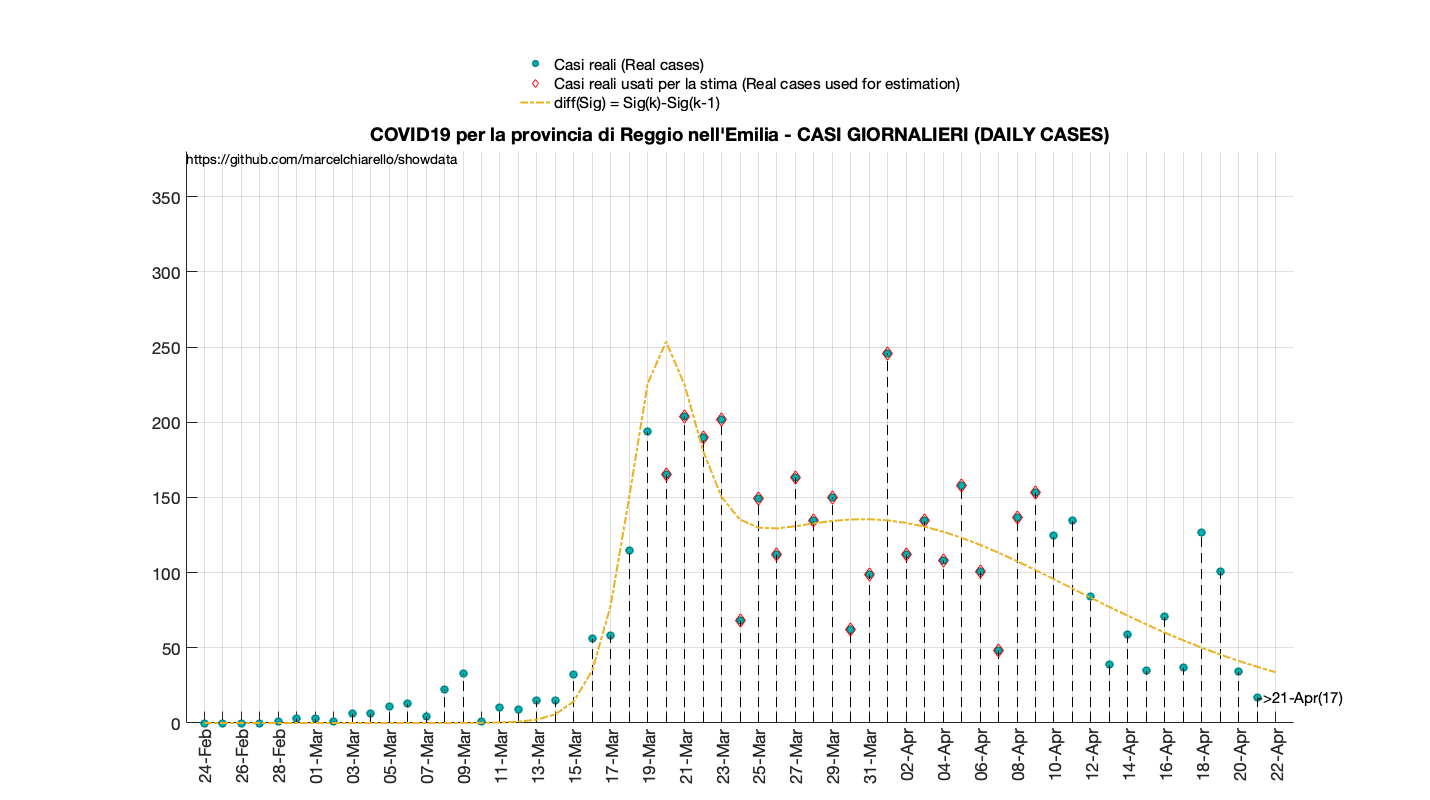 Casi reali (Real cases)
Casi reali usati per la stima (Real cases used for estimation)
diff(Sig) = Sig(k)-Sig(k-1)
COVID19 per la provincia di Reggio nell'Emilia - CASI GIORNALIERI (DAILY CASES)
https://github.com/marcelchiarello/showdata
350
300
250
200
150
100
50
0
>21-Apr(17)
24-Feb
26-Feb
28-Feb
01-Mar
03-Mar
05-Mar
07-Mar
09-Mar
11-Mar
13-Mar
15-Mar
17-Mar
19-Mar
21-Mar
23-Mar
25-Mar
27-Mar
29-Mar
31-Mar
02-Apr
04-Apr
06-Apr
08-Apr
10-Apr
12-Apr
14-Apr
16-Apr
18-Apr
20-Apr
22-Apr